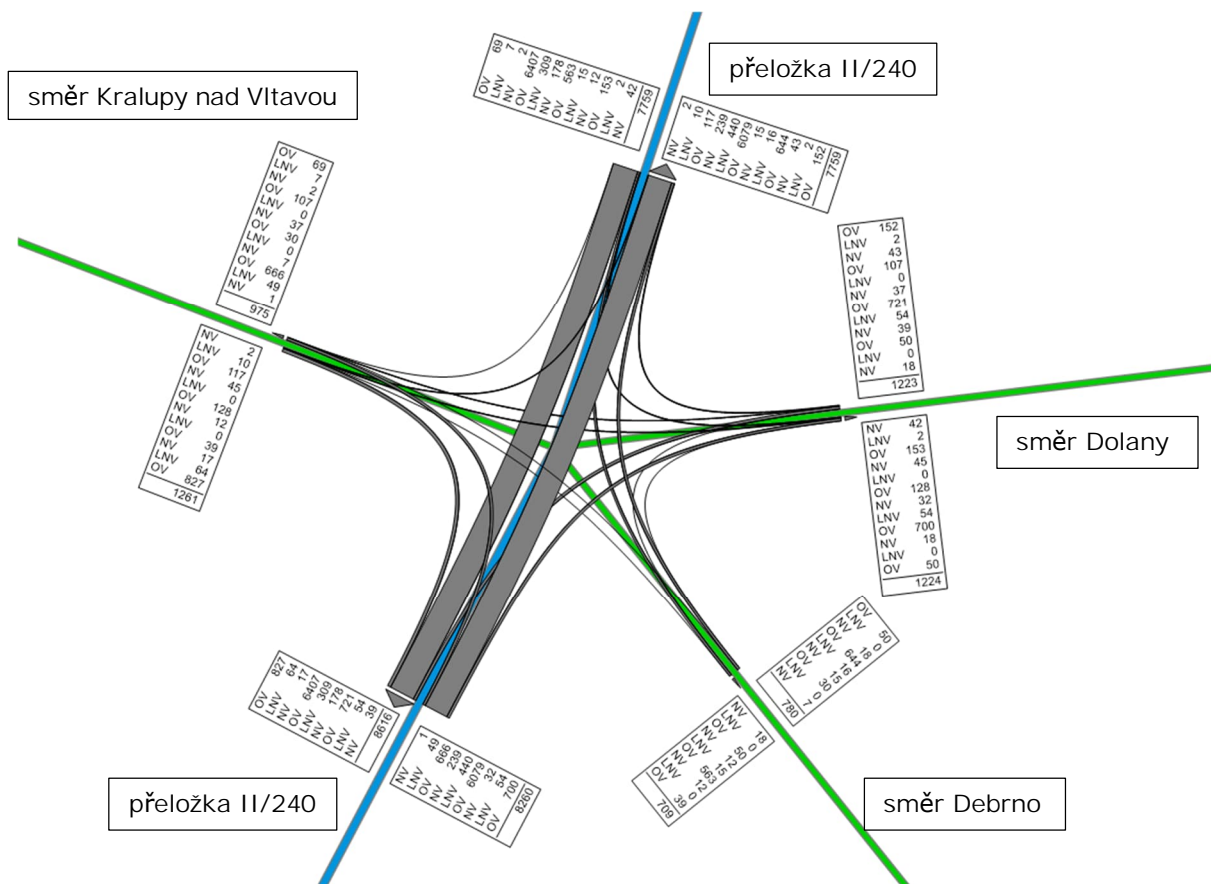 přeložka II/240
směr Kralupy nad Vltavou
OV 69
LNV 7
NV 2
OV 6407
LNV 309
NV 178
OV 563
LNV 15
NV 12
OV 153
LNV 2
NV 42
7759
NV 2
LNV 10
OV 117
NV 239
LNV 440
OV 6079
NV 15
LNV 16
OV 644
NV 43
LNV 2
OV 152
7759
OV 69
LNV 7
NV 2
OV 107
LNV 0
NV 37
OV 30
LNV 0
NV 7
OV 666
LNV 49
NV 1
975
NV 2
LNV 10
OV 117
NV 45
LNV 0
OV 128
NV 12
LNV 0
OV 39
NV 17
LNV 64
OV 827
1261
OV 152
LNV 2
NV 43
OV 107
LNV 0
NV 37
OV 721
LNV 54
NV 39
OV 50
LNV 0
NV 18
1223
směr Dolany
NV 42
LNV 2
OV 153
NV 45
LNV 0
OV 128
NV 32
LNV 54
OV 700
NV 18
LNV 0
OV 50
1224
OV 50
LNV 0
NV 18
OV 644
LNV 16
NV 15
OV 30
LNV 0
NV 7
780
NV 18
LNV 0
OV 50
NV 12
LNV 15
OV 563
NV 12
LNV 0
OV 39
709
OV 827
LNV 64
NV 17
OV 6407
LNV 309
NV 178
OV 721
LNV 54
NV 39
8616
NV 1
LNV 49
OV 666
NV 239
LNV 440
OV 6079
NV 32
LNV 54
OV 700
8260
přeložka II/240
směr Debrno